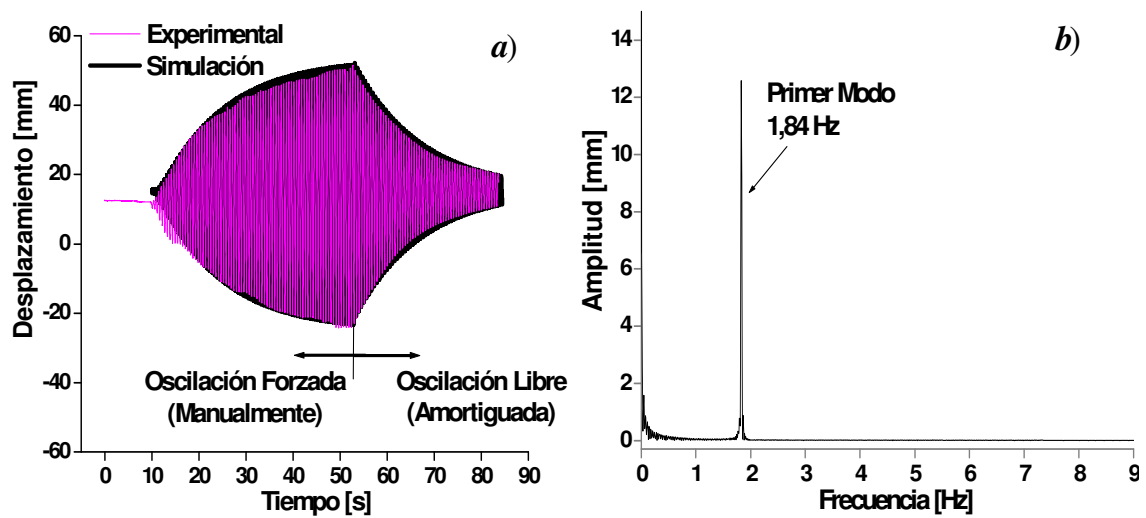 Experimental
Simulación
a)
Desplazamiento [mm]
60
40
20
0
-20
-40
-60
Oscilación Forzada
(Manualmente)
Oscilación Libre
(Amortiguada)
0 10 20 30 40 50 60 70 80 90
Tiempo [s]
b)
Amplitud [mm]
14
12
10
8
6
4
2
0
Primer Modo
1,84 Hz
0 1 2 3 4 5 6 7 8 9
Frecuencia [Hz]